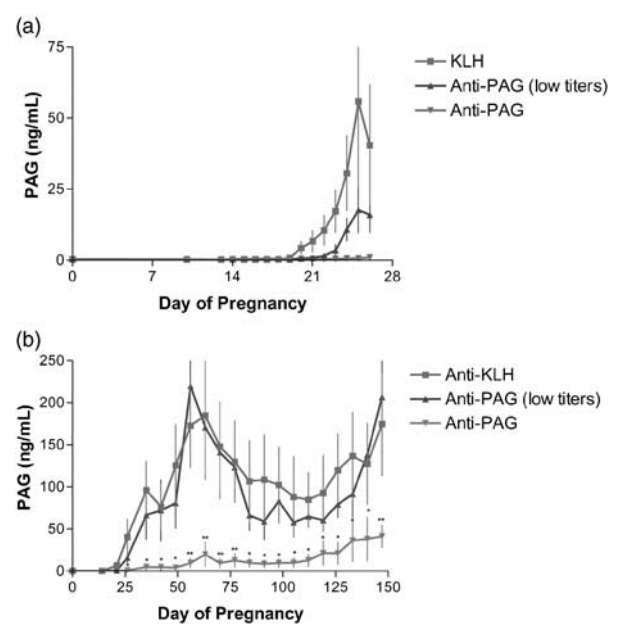 (a)
75
50
25
0
PAG (ng/mL)
0 7 14 21 28
Day of Pregnancy
KLH
Anti-PAG (low titers)
Anti-PAG
(b)
250
200
150
100
50
0
PAG (ng/mL)
* * * * ** ** ** ** * * * * * * * * * **
0 25 50 75 100 125 150
Day of Pregnancy
Anti-KLH
Anti-PAG (low titers)
Anti-PAG